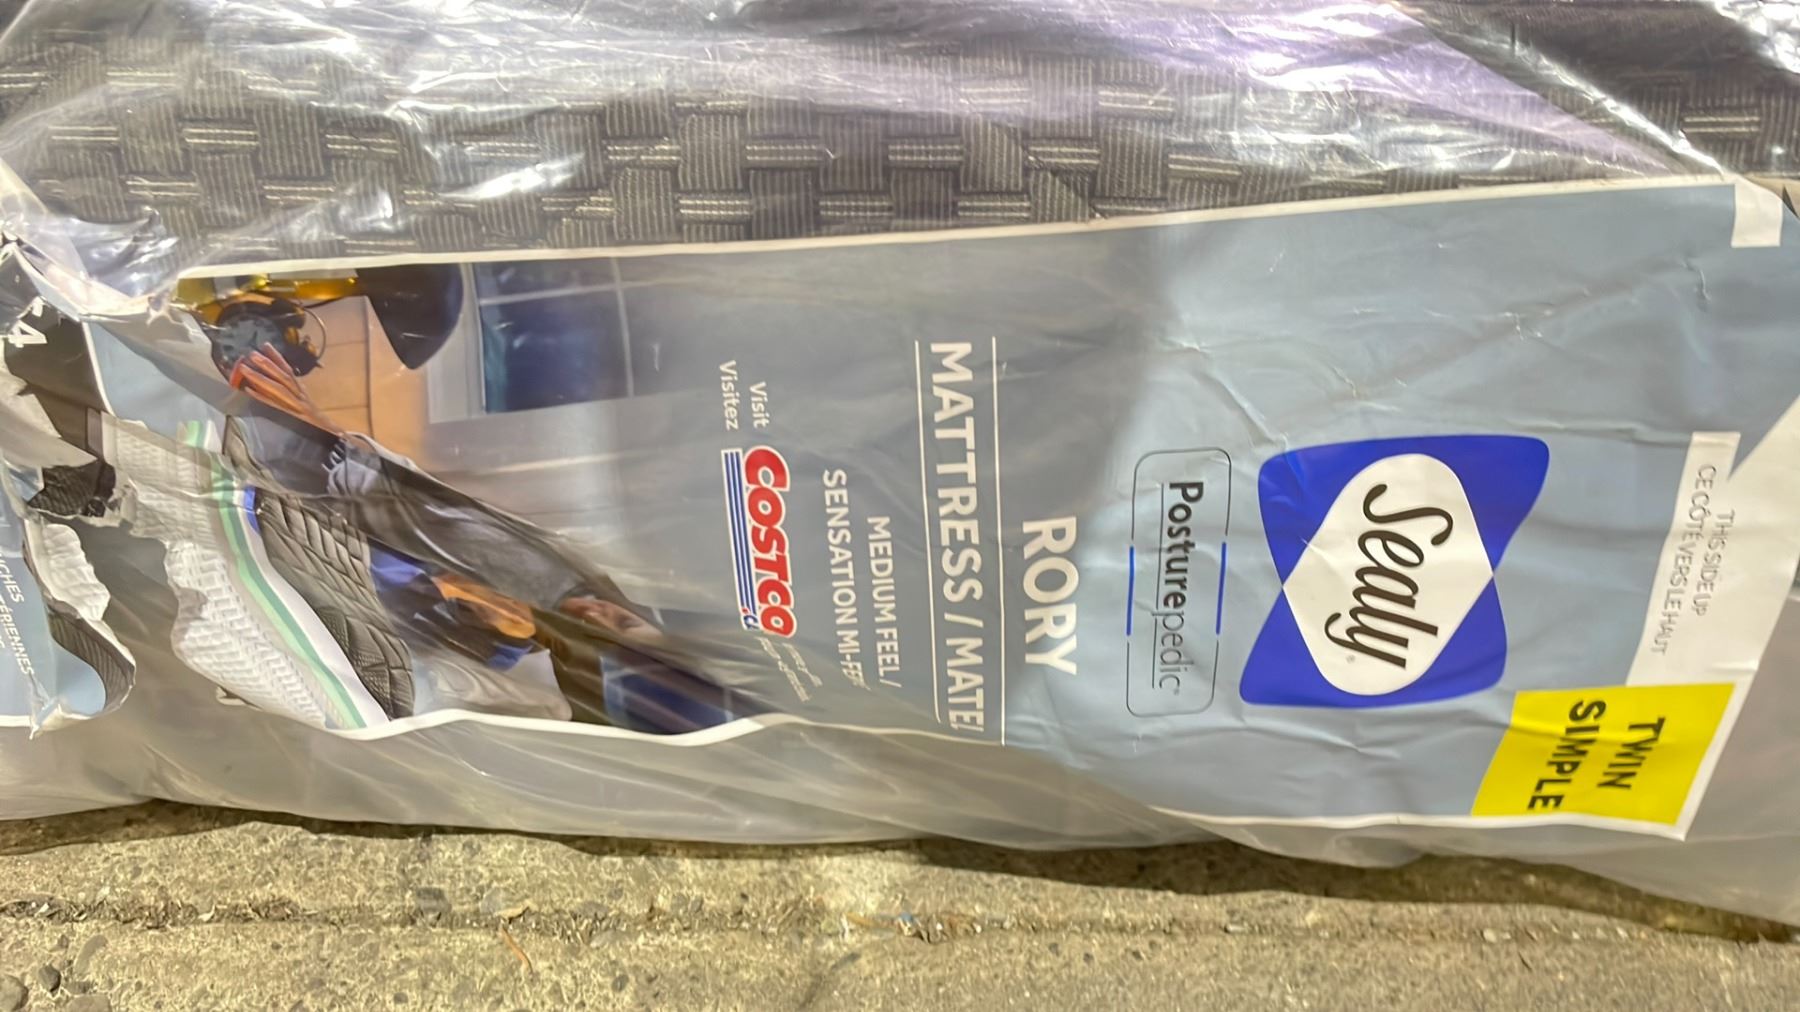 THIS SIDE UP
CE CÔTÉ VERS LE HAUT
TWIN
SIMPLE
Sealy®
Posturepedic®
RORY
MATTRESS / MATE
MEDIUM FEEL /
SENSATION MI-FE
Visit
Visitez
COSTCO
.c